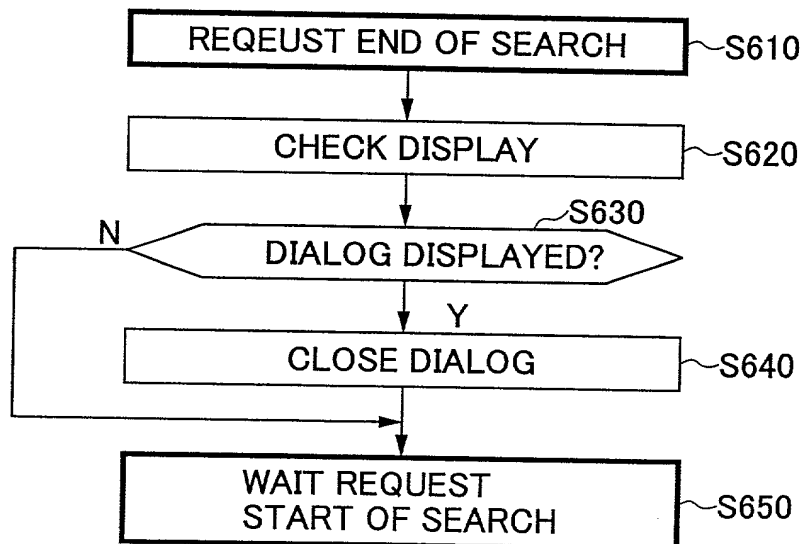 REQEUST END OF SEARCH
S610
CHECK DISPLAY
S620
S630
N
DIALOG DISPLAYED?
Y
CLOSE DIALOG
S640
WAIT REQUEST
START OF SEARCH
S650